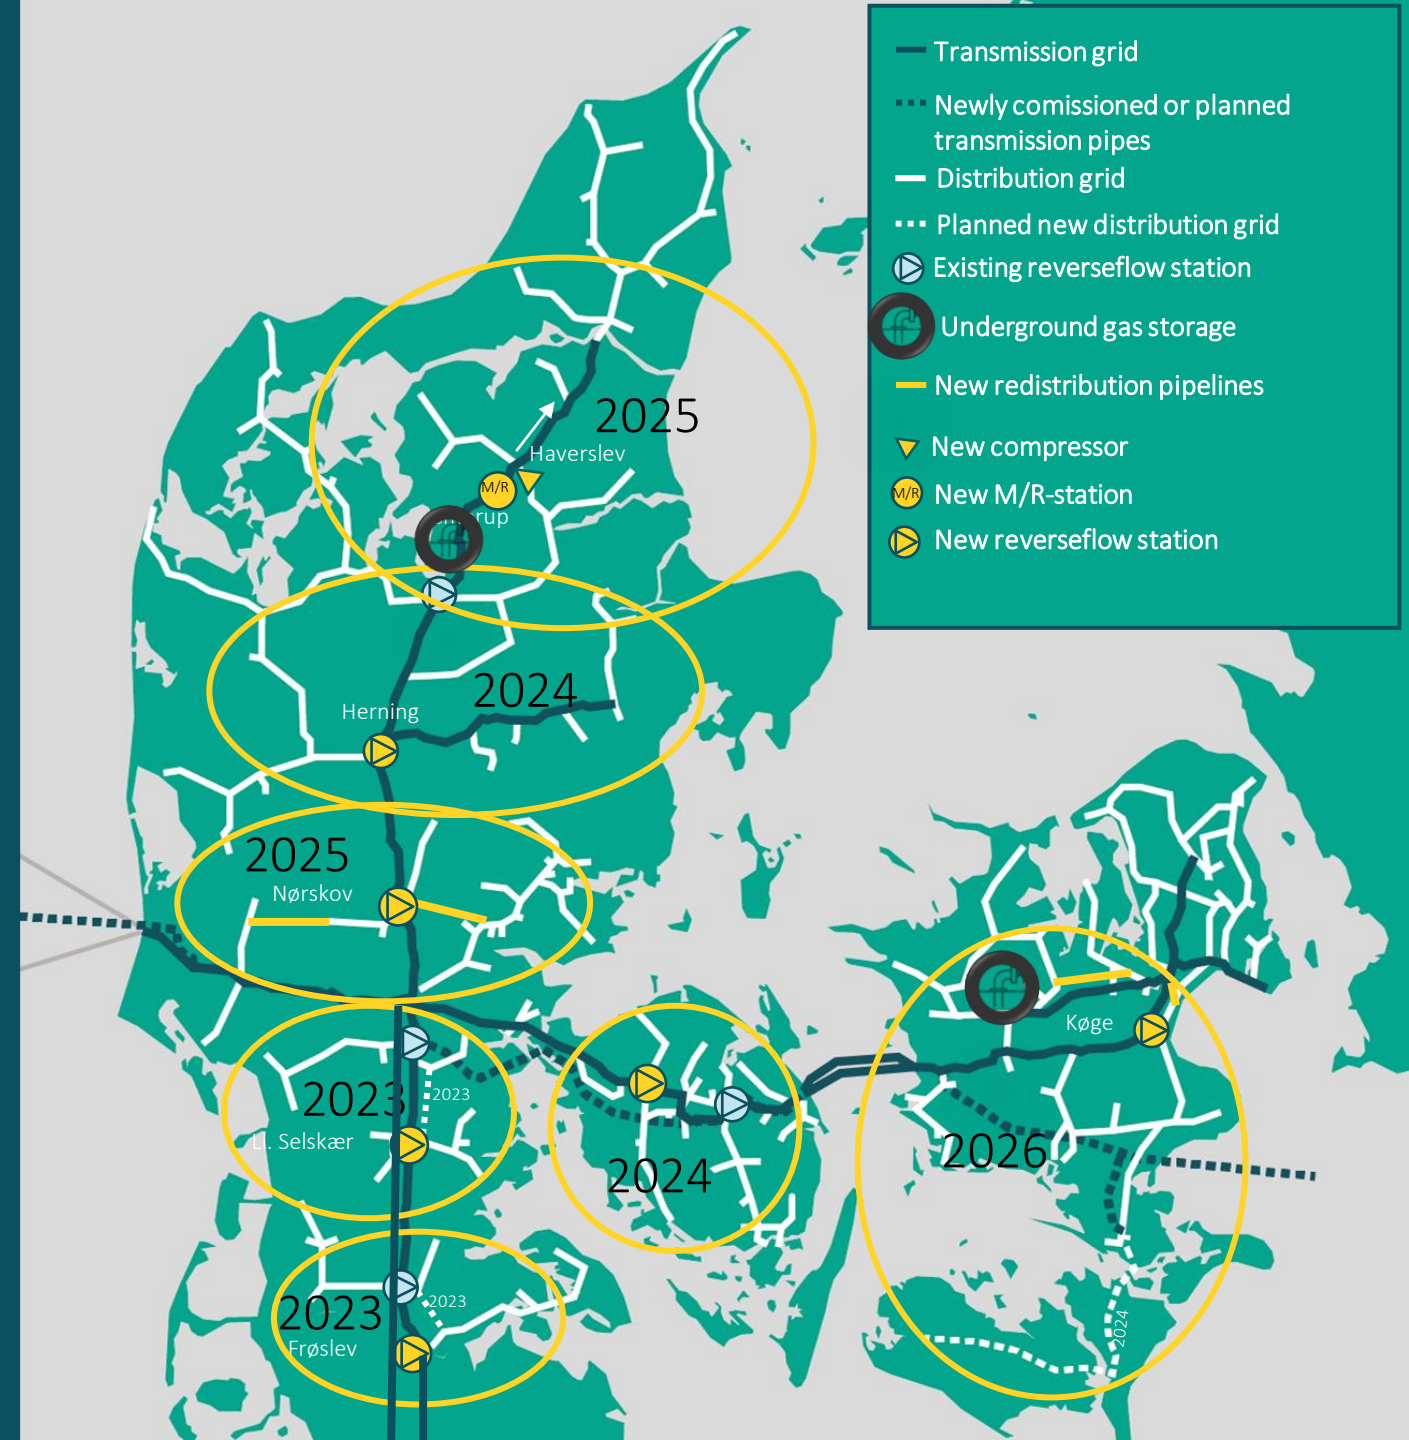 Transmission grid
Newly comissioned or planned
transmission pipes
Distribution grid
Planned new distribution grid
Existing reverseflow station
Underground gas storage
New redistribution pipelines
New compressor
M/R
New M/R-station
New reverseflow station
2025
Haverslev
M/R
2024
Herning
2025
Nørskov
Køge
2023
2023
Ll. Selskær
2024
2026
2023
2023
Frøslev
2024